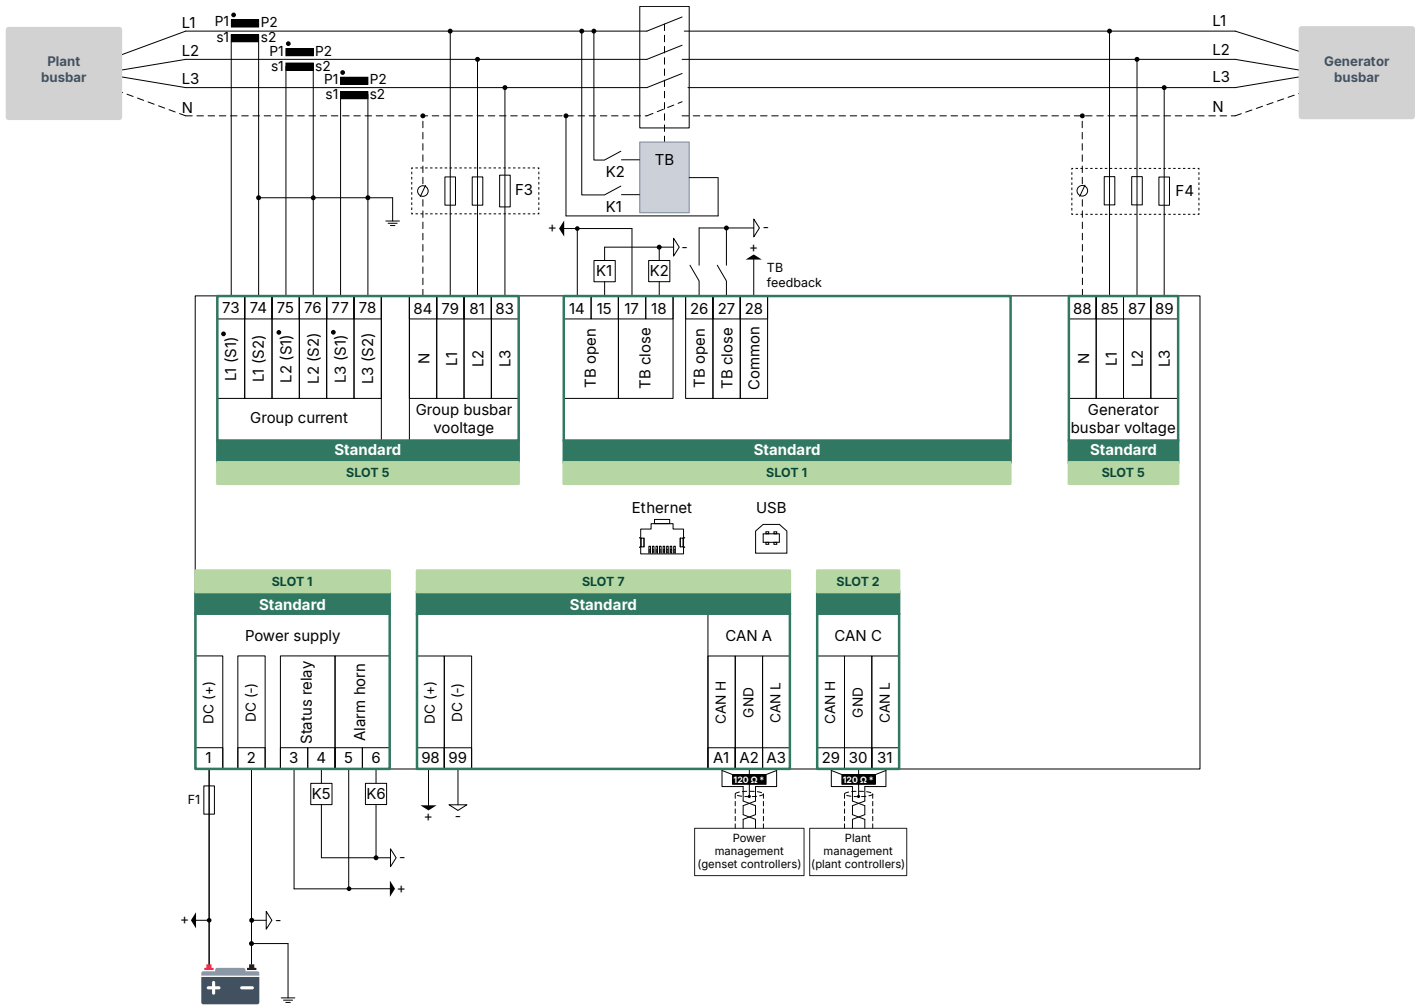 Plant
busbar
L1
L2
L3
N
P1 P2
s1 s2
P1 P2
s1 s2
P1 P2
s1 s2
L1
L2
L3
N
Generator
busbar
TB
K2
K1
F3
F4
+
-
-
+
TB
feedback
K1
K2
73 74 75 76 77 78
84 79 81 83
14 15 17 18
26 27 28
88 85 87 89
L1 (S1)
L1 (S2)
L2 (S1)
L2 (S2)
L3 (S1)
L3 (S2)
N
L1
L2
L3
TB open
TB close
TB open
TB close
Common
N
L1
L2
L3
Group current
Group busbar
vooltage
Generator
busbar voltage
Standard
Standard
Standard
SLOT 5
SLOT 1
SLOT 5
Ethernet
USB
SLOT 1
SLOT 7
SLOT 2
Standard
Standard
Power supply
CAN A
CAN C
DC (+)
DC (-)
Status relay
Alarm horn
DC (+)
DC (-)
CAN H
GND
CAN L
CAN H
GND
CAN L
1 2 3 4 5 6
98 99
A1 A2 A3
29 30 31
120 Ω *
120 Ω *
F1
K5
K6
+
-
-
+
Power
management
(genset controllers)
Plant
management
(plant controllers)
+
-
+ −